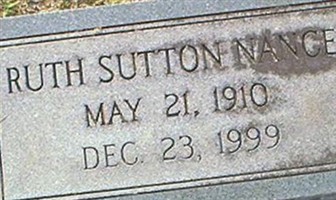 RUTH SUTTON NANCE
MAY 21, 1910
DEC. 23, 1999